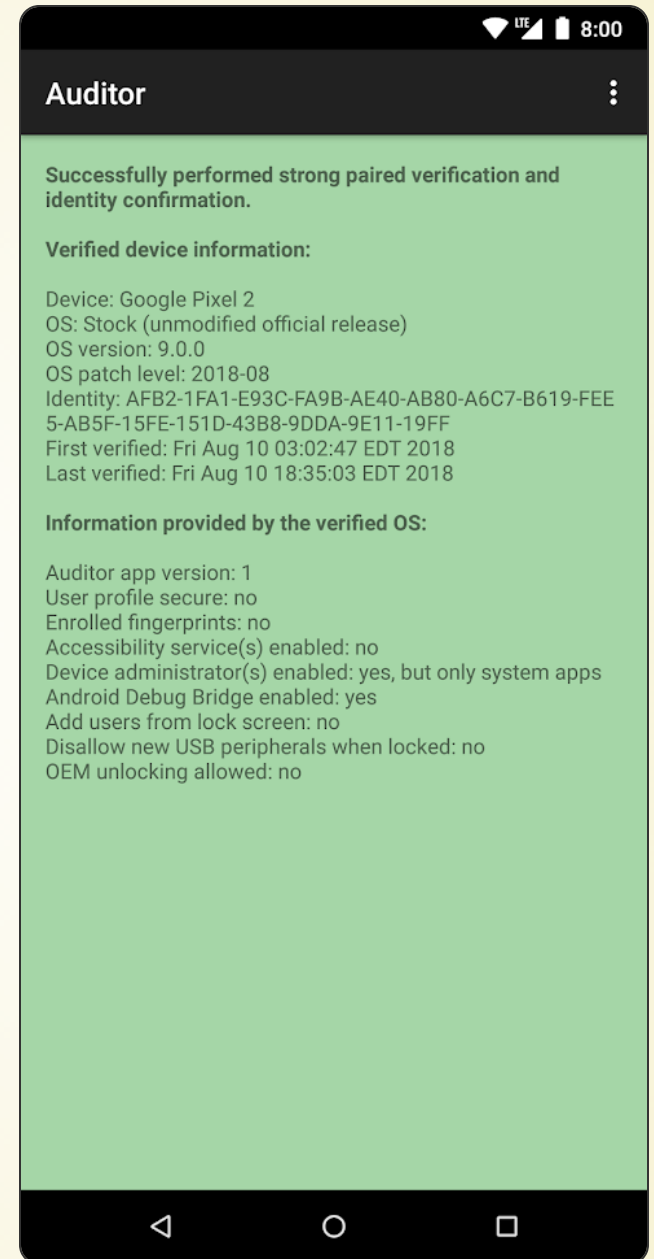 LTE 8:00
Auditor
Successfully performed strong paired verification and
identity confirmation.
Verified device information:
Device: Google Pixel 2
OS: Stock (unmodified official release)
OS version: 9.0.0
OS patch level: 2018-08
Identity: AFB2-1FA1-E93C-FA9B-AE40-AB80-A6C7-B619-FEE
5-AB5F-15FE-151D-43B8-9DDA-9E11-19FF
First verified: Fri Aug 10 03:02:47 EDT 2018
Last verified: Fri Aug 10 18:35:03 EDT 2018
Information provided by the verified OS:
Auditor app version: 1
User profile secure: no
Enrolled fingerprints: no
Accessibility service(s) enabled: no
Device administrator(s) enabled: yes, but only system apps
Android Debug Bridge enabled: yes
Add users from lock screen: no
Disallow new USB peripherals when locked: no
OEM unlocking allowed: no